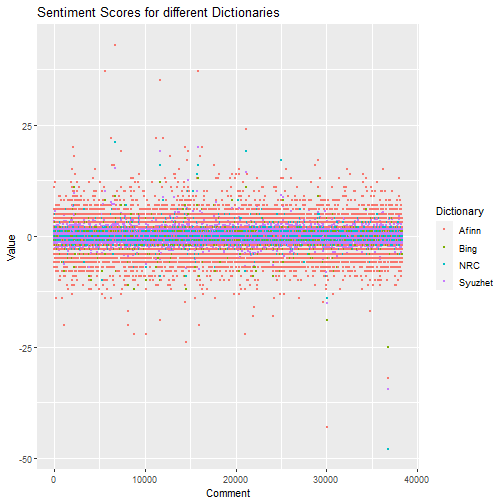 Sentiment Scores for different Dictionaries
25
0
-25
-50
Value
0
10000
20000
30000
40000
Comment
Dictionary
Afinn
Bing
NRC
Syuzhet